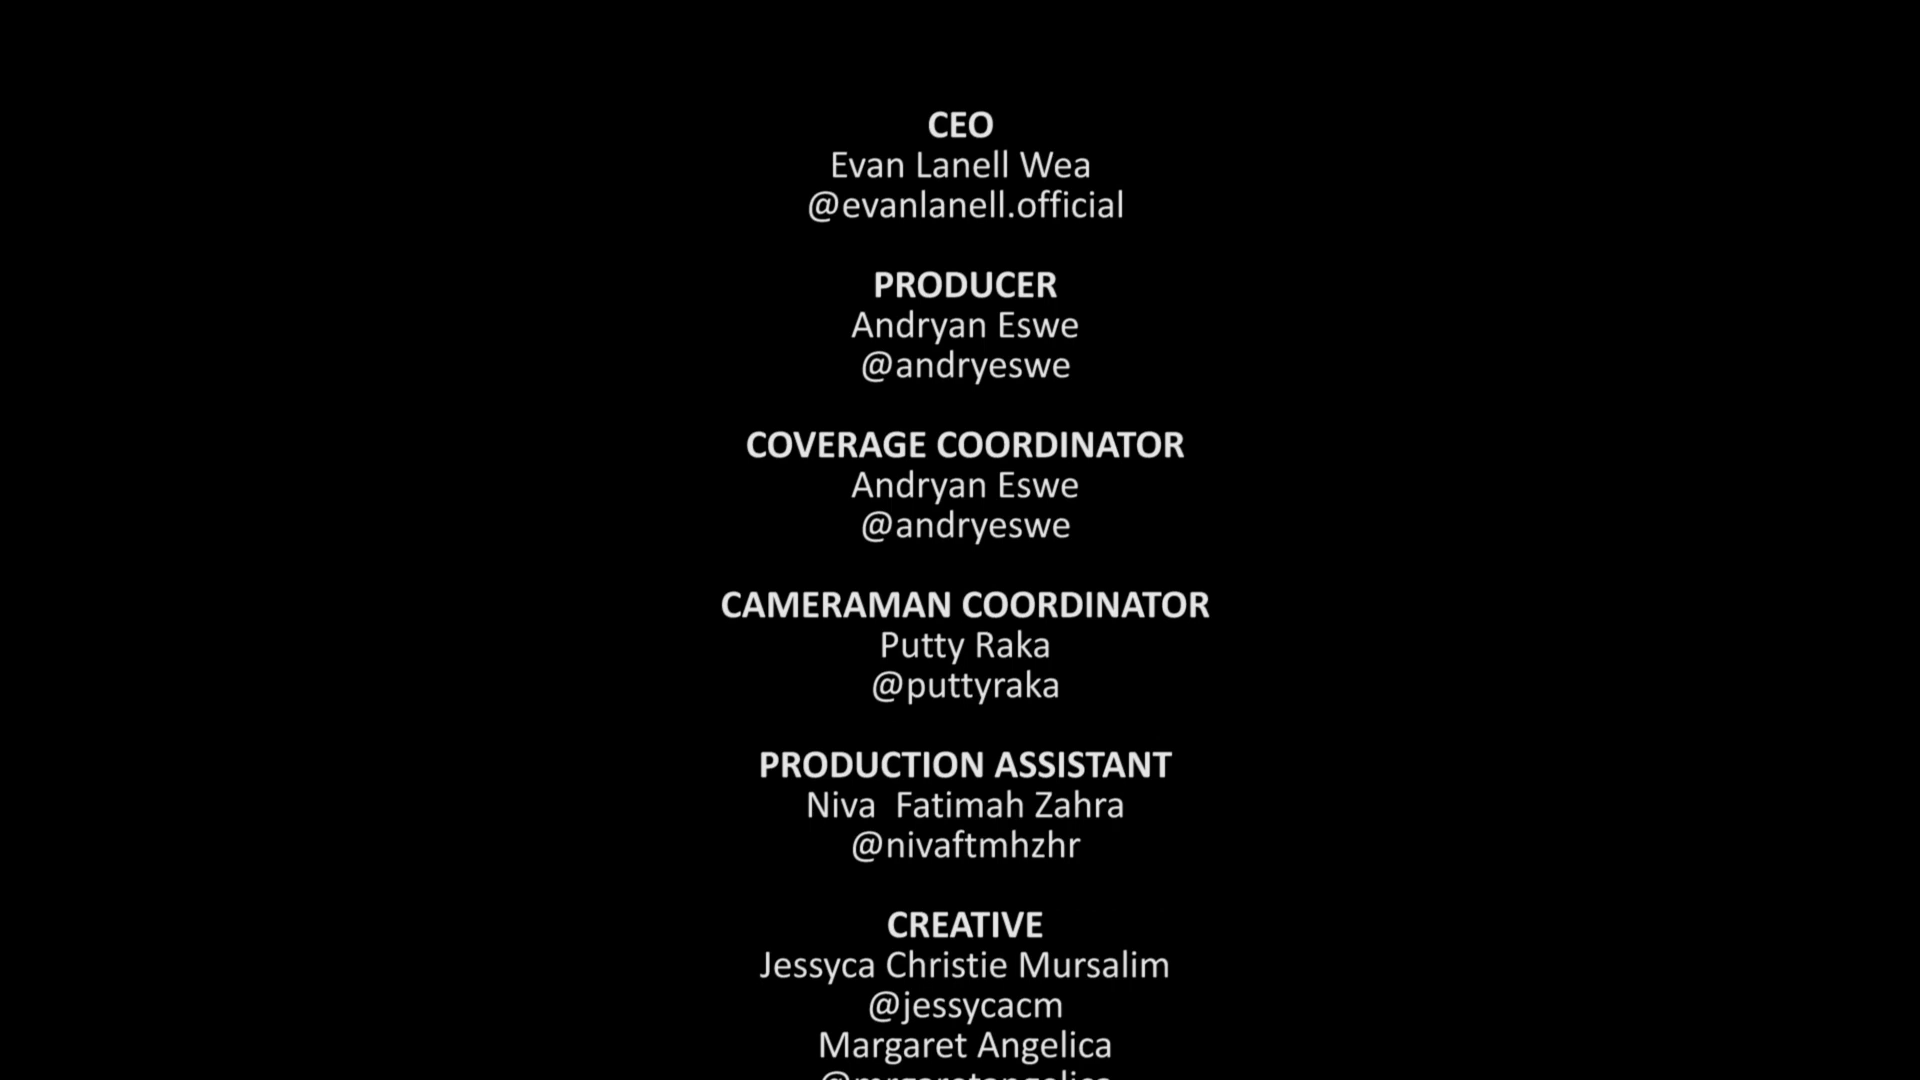 CEO
Evan Lanell Wea
@evanlanell.official
PRODUCER
Andryan Eswe
@andryeswe
COVERAGE COORDINATOR
Andryan Eswe
@andryeswe
CAMERAMAN COORDINATOR
Putty Raka
@puttyraka
PRODUCTION ASSISTANT
Niva  Fatimah Zahra
@nivaftmhzhr
CREATIVE
Jessyca Christie Mursalim
@jessycacm
Margaret Angelica